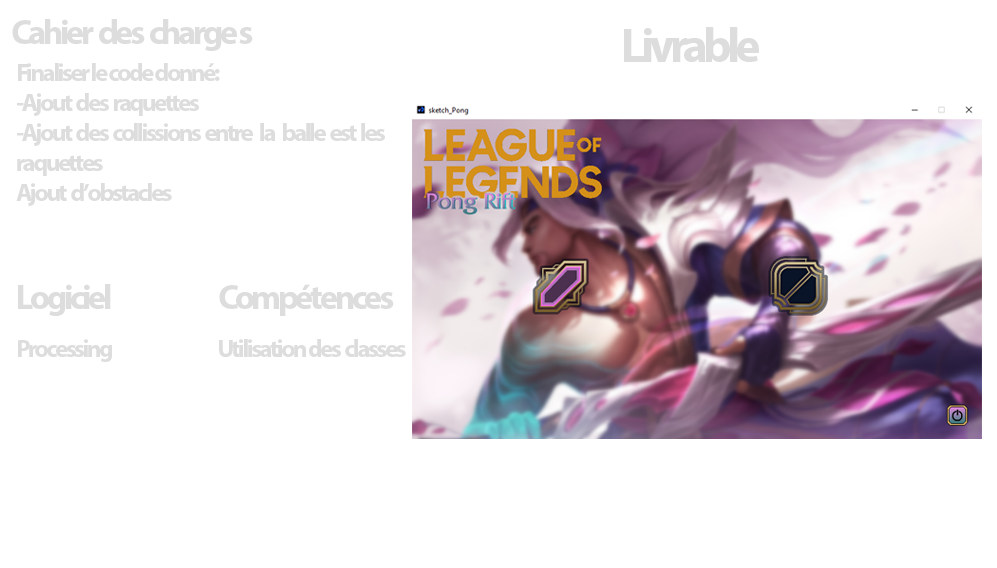 Cahier des charges
Finaliser le code donné:
-Ajout des raquettes
-Ajout des collissions entre la balle est les
raquettes
Ajout d'obstacles
Logiciel
Processing
Compétences
Utilisation des classes
Livrable
sketch_Pong
LEAGUE OF
LEGENDS
Pong Rift